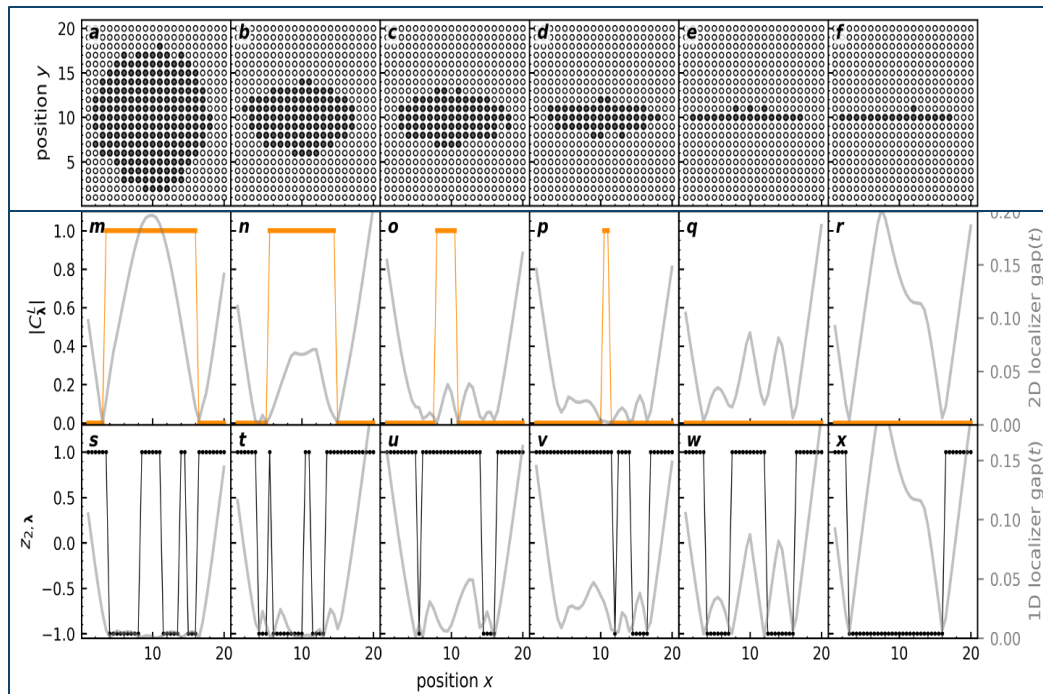 20 a b c d e f
15
10
5
position y
1.0 m n o p q r 0.20
0.8 0.15
0.6 0.10
0.4
0.2 0.05
0.0 0.00
|C^L_λ|
2D localizer gap(t)
1.0 s t u v w x 0.15
0.5
0.10
0.0
−0.5 0.05
−1.0 0.00
z_{2,λ}
1D localizer gap(t)
10 20 10 20 10 20 10 20 10 20 10 20
position x